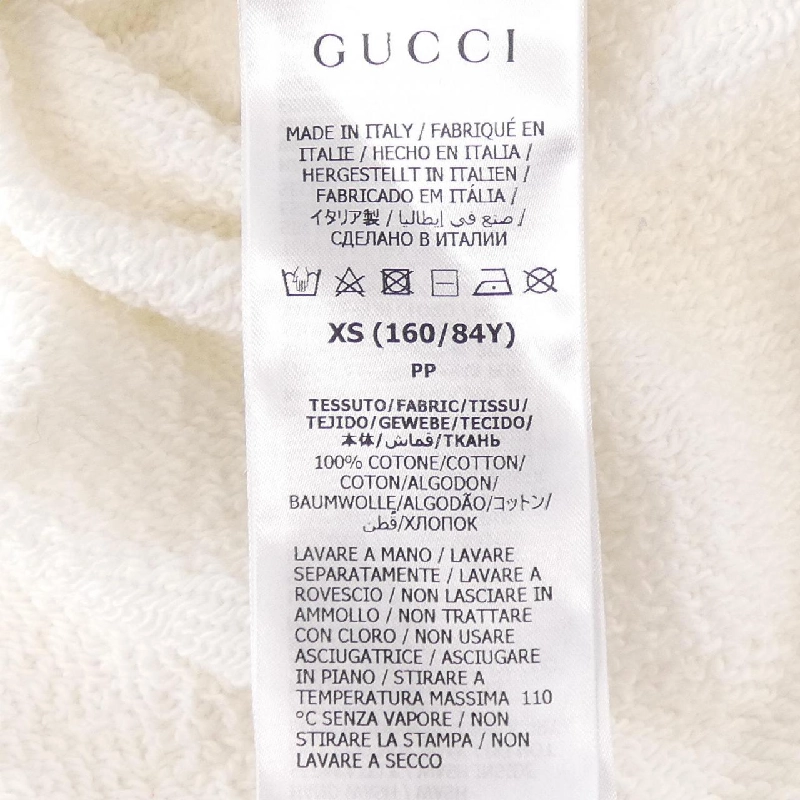 GUCCI
MADE IN ITALY / FABRIQUÉ EN
ITALIE / HECHO EN ITALIA /
HERGESTELLT IN ITALIEN /
FABRICADO EM ITÁLIA /
イタリア製 / صنع في إيطاليا /
СДЕЛАНО В ИТАЛИИ
XS (160/84Y)
PP
TESSUTO/FABRIC/TISSU/
TEJIDO/GEWEBE/TECIDO/
本体/قماش/ТКАНЬ
100% COTONE/COTTON/
COTON/ALGODON/
BAUMWOLLE/ALGODÃO/コットン/
قطن/ХЛОПОК
LAVARE A MANO / LAVARE
SEPARATAMENTE / LAVARE A
ROVESCIO / NON LASCIARE IN
AMMOLLO / NON TRATTARE
CON CLORO / NON USARE
ASCIUGATRICE / ASCIUGARE
IN PIANO / STIRARE A
TEMPERATURA MASSIMA 110
°C SENZA VAPORE / NON
STIRARE LA STAMPA / NON
LAVARE A SECCO